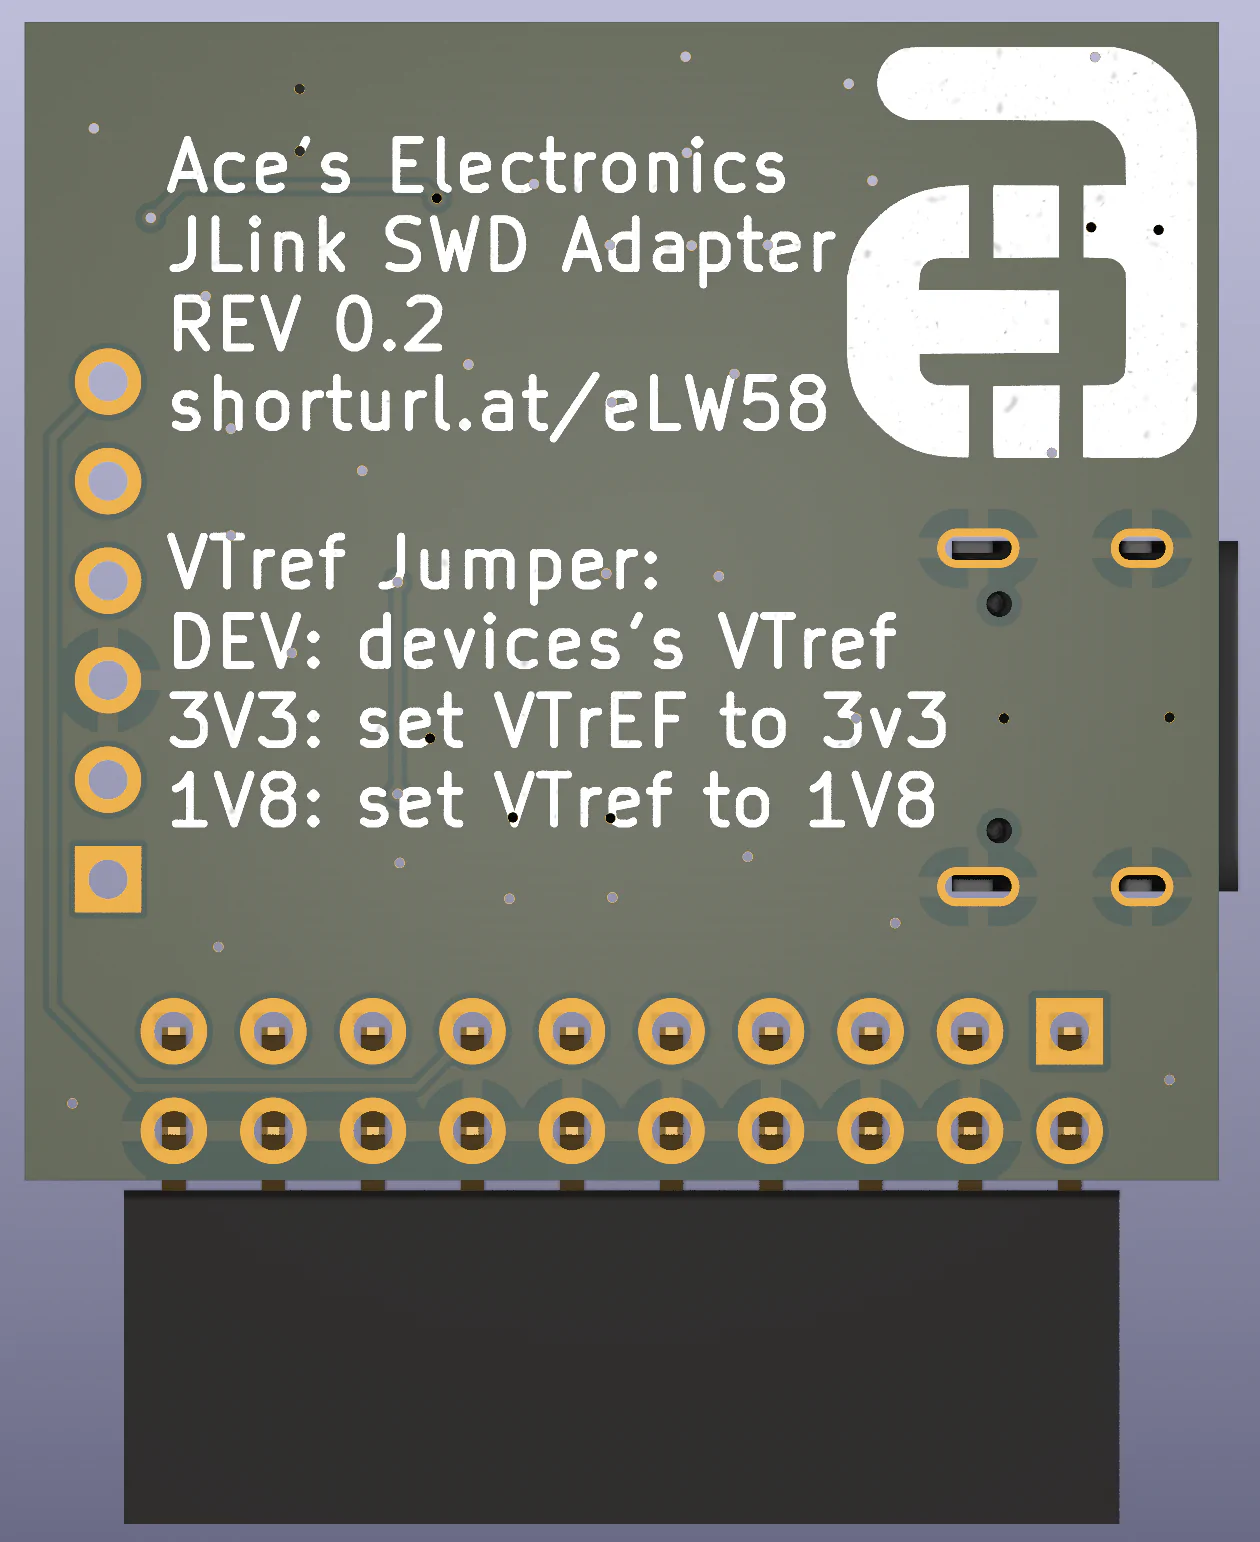 Ace's Electronics
JLink SWD Adapter
REV 0.2
shorturl.at/eLW58
VTref Jumper:
DEV: devices's VTref
3V3: set VTrEF to 3v3
1V8: set VTref to 1V8